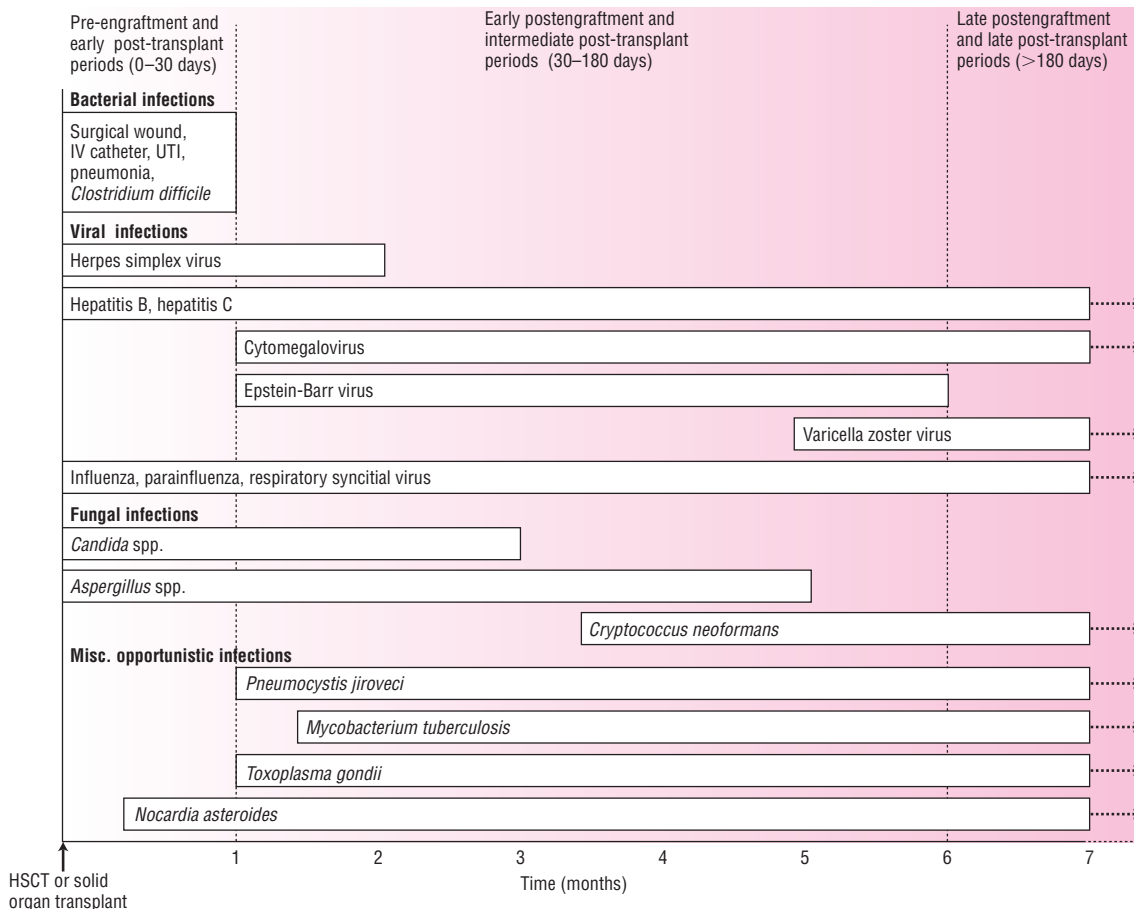 Pre-engraftment and
early post-transplant
periods (0–30 days)
Early postengraftment and
intermediate post-transplant
periods (30–180 days)
Late postengraftment
and late post-transplant
periods (>180 days)
Bacterial infections
Surgical wound,
IV catheter, UTI,
pneumonia,
Clostridium difficile
Viral infections
Herpes simplex virus
Hepatitis B, hepatitis C
Cytomegalovirus
Epstein-Barr virus
Varicella zoster virus
Influenza, parainfluenza, respiratory syncitial virus
Fungal infections
Candida spp.
Aspergillus spp.
Cryptococcus neoformans
Misc. opportunistic infections
Pneumocystis jiroveci
Mycobacterium tuberculosis
Toxoplasma gondii
Nocardia asteroides
1 2 3 4 5 6 7
Time (months)
HSCT or solid
organ transplant